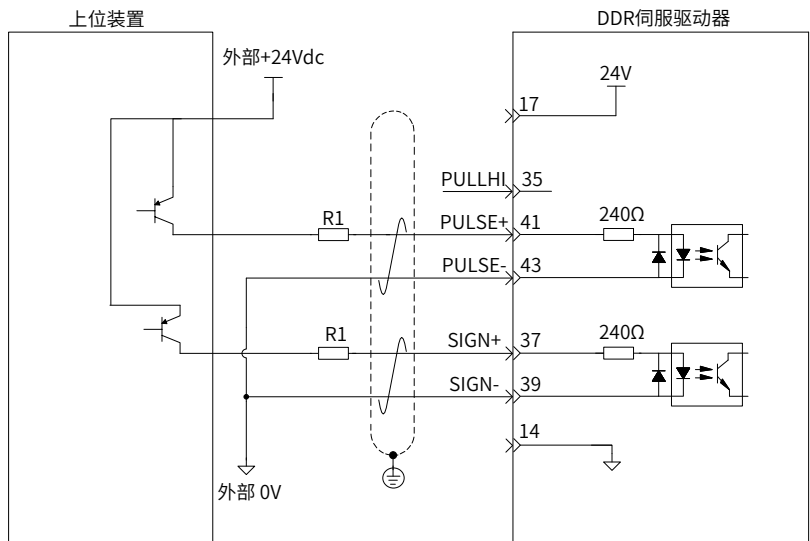 上位装置
DDR伺服驱动器
外部+24Vdc
24V
17
PULLHI 35
R1
PULSE+ 41
240Ω
PULSE- 43
R1
SIGN+ 37
240Ω
SIGN- 39
14
外部 0V